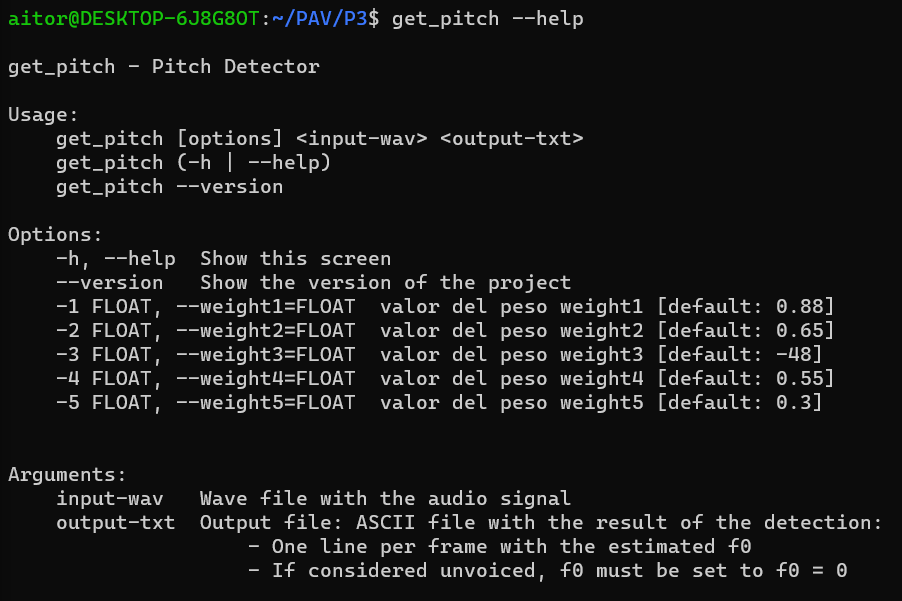 aitor@DESKTOP-6J8G8OT:~/PAV/P3$ get_pitch --help
get_pitch - Pitch Detector
Usage:
    get_pitch [options] <input-wav> <output-txt>
    get_pitch (-h | --help)
    get_pitch --version
Options:
    -h, --help  Show this screen
    --version   Show the version of the project
    -1 FLOAT, --weight1=FLOAT  valor del peso weight1 [default: 0.88]
    -2 FLOAT, --weight2=FLOAT  valor del peso weight2 [default: 0.65]
    -3 FLOAT, --weight3=FLOAT  valor del peso weight3 [default: -48]
    -4 FLOAT, --weight4=FLOAT  valor del peso weight4 [default: 0.55]
    -5 FLOAT, --weight5=FLOAT  valor del peso weight5 [default: 0.3]
Arguments:
    input-wav   Wave file with the audio signal
    output-txt  Output file: ASCII file with the result of the detection:
                    - One line per frame with the estimated f0
                    - If considered unvoiced, f0 must be set to f0 = 0